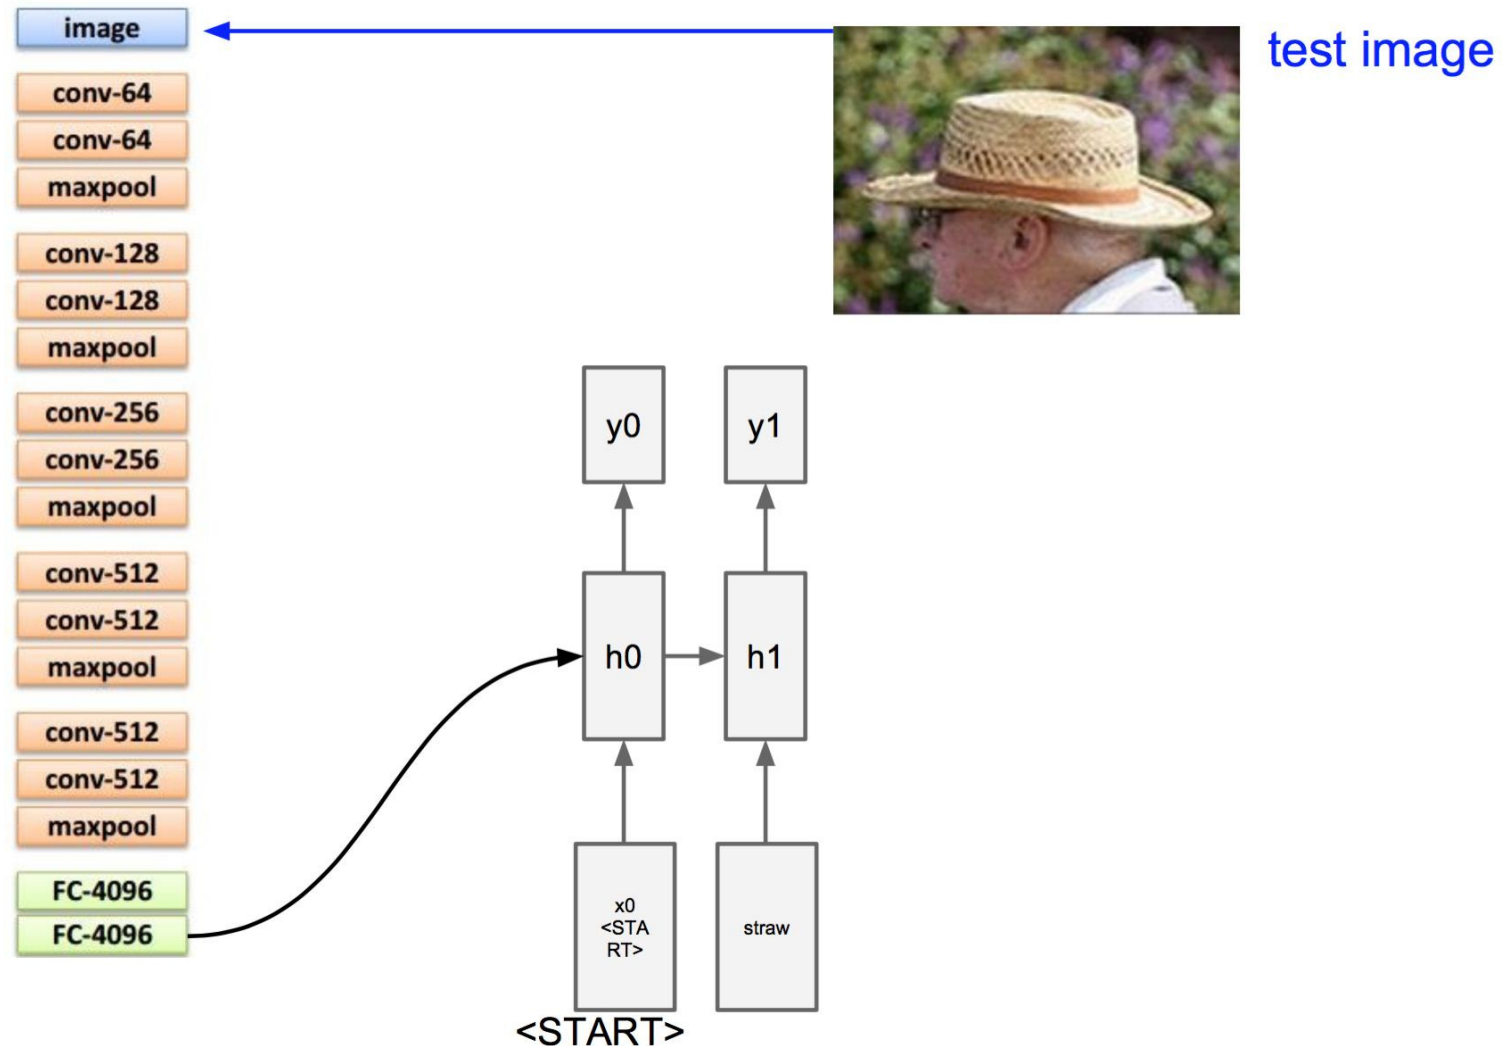 image
test image
conv-64
conv-64
maxpool
conv-128
conv-128
maxpool
conv-256
conv-256
maxpool
conv-512
conv-512
maxpool
conv-512
conv-512
maxpool
FC-4096
FC-4096
y0
y1
h0
h1
x0
<STA
RT>
straw
<START>